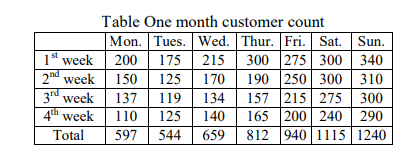 Table One month customer count
Mon. Tues. Wed. Thur. Fri. Sat. Sun.
1st week 200 175 215 300 275 300 340
2nd week 150 125 170 190 250 300 310
3rd week 137 119 134 157 215 275 300
4th week 110 125 140 165 200 240 290
Total 597 544 659 812 940 1115 1240